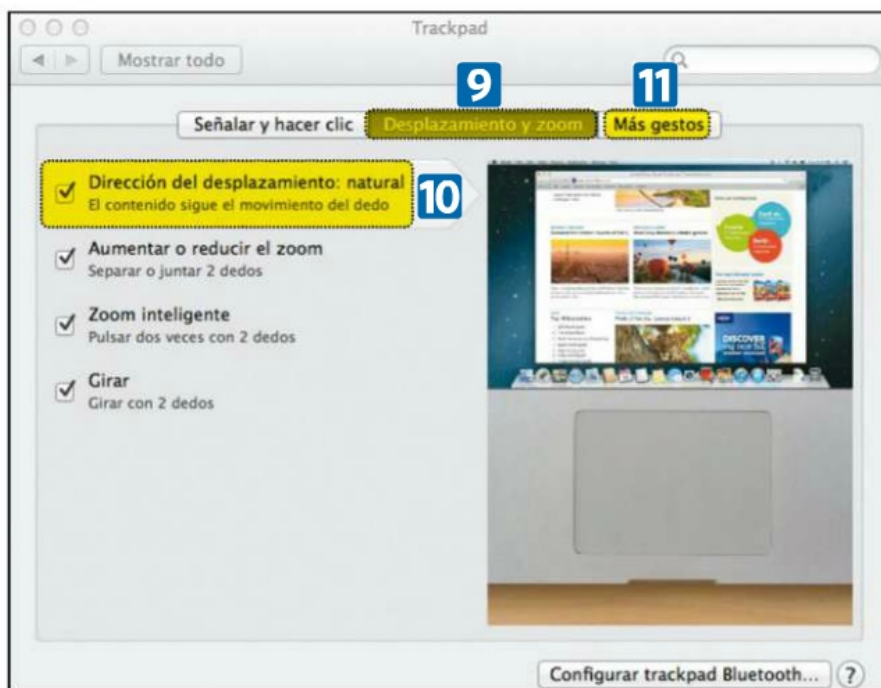 Trackpad
Mostrar todo
9
11
Señalar y hacer clic Desplazamiento y zoom Más gestos
Dirección del desplazamiento: natural
El contenido sigue el movimiento del dedo
10
Aumentar o reducir el zoom
Separar o juntar 2 dedos
Zoom inteligente
Pulsar dos veces con 2 dedos
Girar
Girar con 2 dedos
DISCOVER
Configurar trackpad Bluetooth... ?